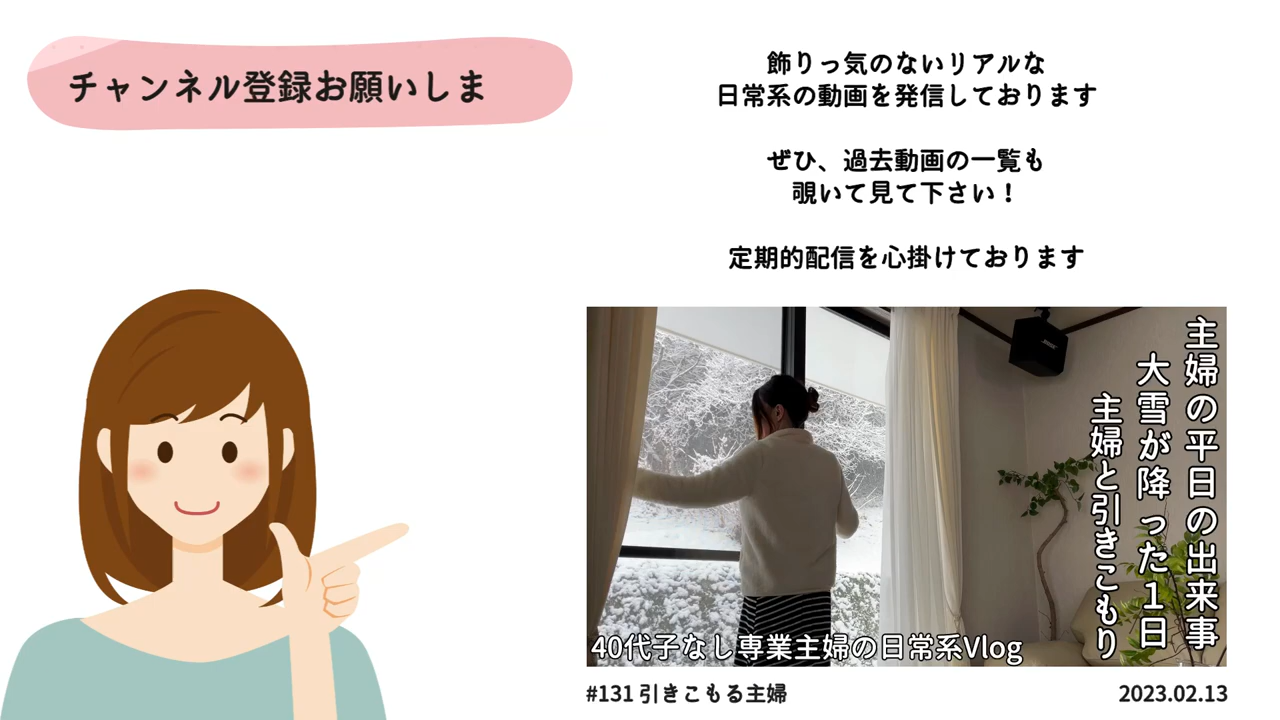 チャンネル登録お願いしま
飾りっ気のないリアルな
日常系の動画を発信しております
ぜひ、過去動画の一覧も
覗いて見て下さい！
定期的配信を心掛けております
主婦の平日の出来事
大雪が降った１日
主婦と引きこもり
40代子なし専業主婦の日常系Vlog
#131 引きこもる主婦
2023.02.13